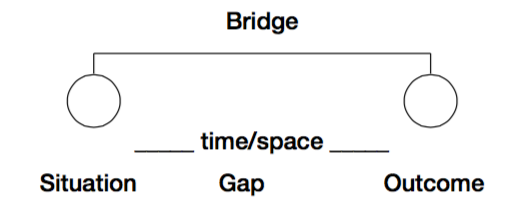 Bridge
_____ time/space _____
Situation Gap Outcome